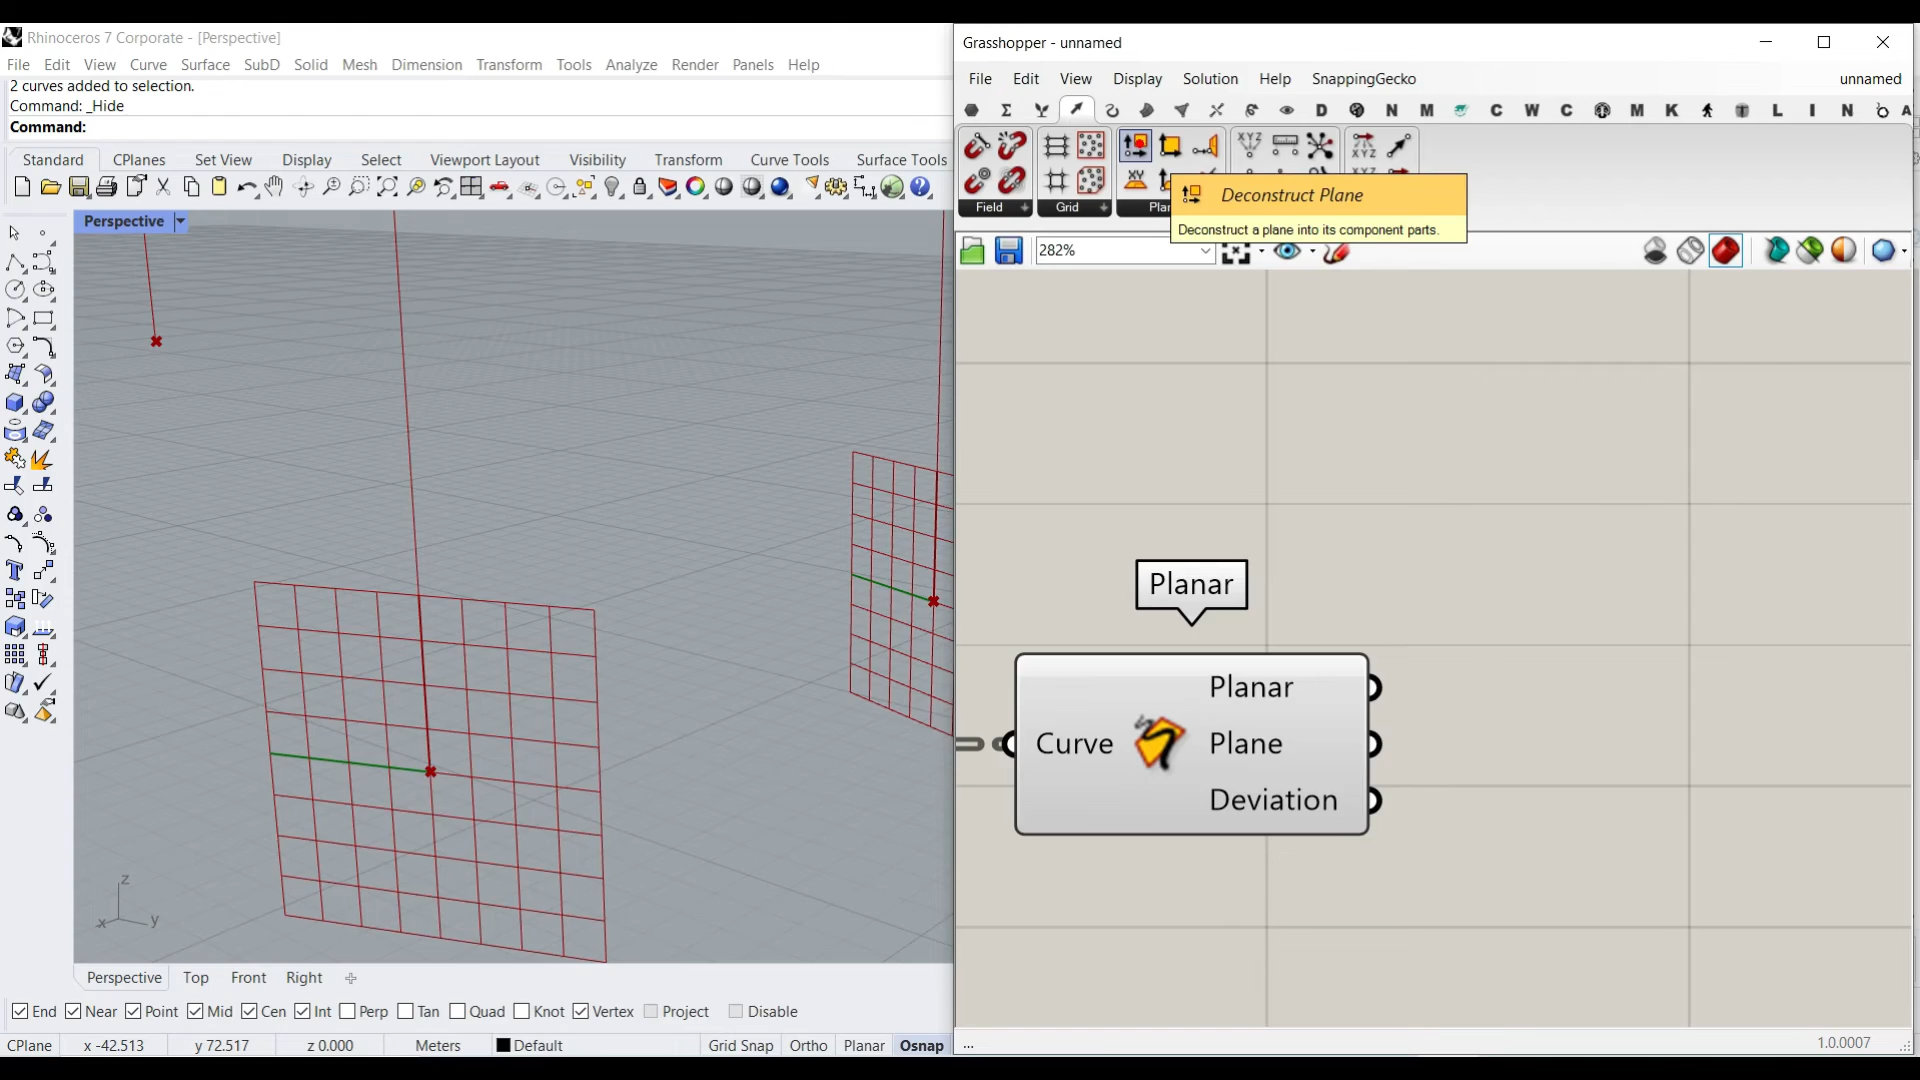 Rhinoceros 7 Corporate - [Perspective]
File Edit View Curve Surface SubD Solid Mesh Dimension Transform Tools Analyze Render Panels Help
2 curves added to selection.
Command: _Hide
Command:
Standard CPlanes Set View Display Select Viewport Layout Visibility Transform Curve Tools Surface Tools
Perspective
z
x y
Perspective Top Front Right
End Near Point Mid Cen Int Perp Tan Quad Knot Vertex Project Disable
CPlane x -42.513 y 72.517 z 0.000 Meters Default Grid Snap Ortho Planar Osnap
Grasshopper - unnamed
File Edit View Display Solution Help SnappingGecko unnamed
D N M C W C M K L I N A
XYZ XYZ
XY
Field Grid Pla
Deconstruct Plane
Deconstruct a plane into its component parts.
282%
Planar
Planar
Curve Plane
Deviation
... 1.0.0007